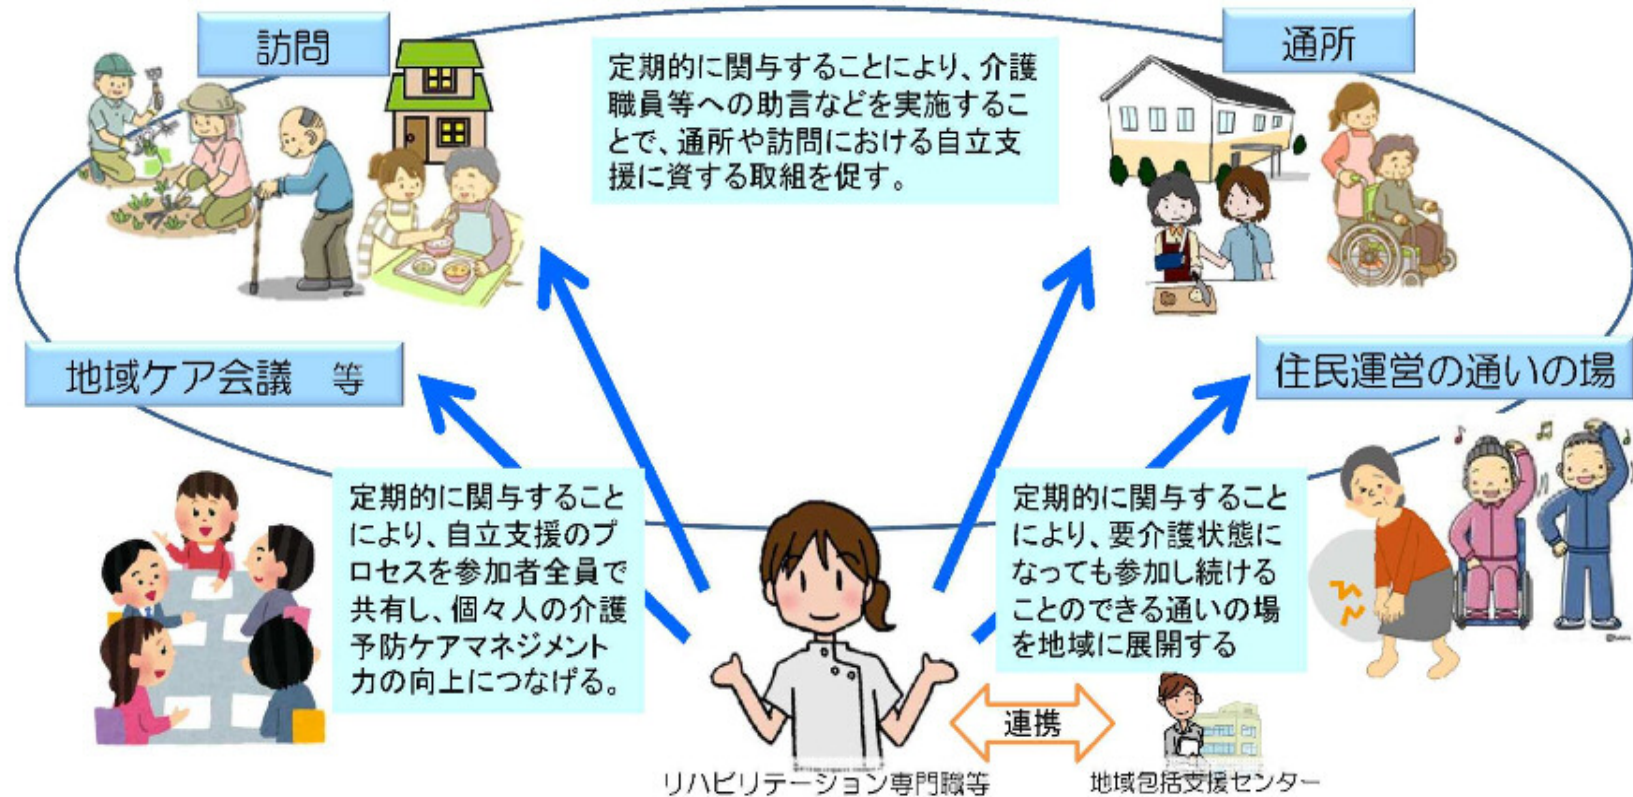 訪問
通所
定期的に関与することにより、介護
職員等への助言などを実施するこ
とで、通所や訪問における自立支
援に資する取組を促す。
地域ケア会議　等
住民運営の通いの場
定期的に関与すること
により、自立支援のプ
ロセスを参加者全員で
共有し、個々人の介護
予防ケアマネジメント
力の向上につなげる。
定期的に関与すること
により、要介護状態に
なっても参加し続ける
ことのできる通いの場
を地域に展開する
連携
リハビリテーション専門職等
地域包括支援センター